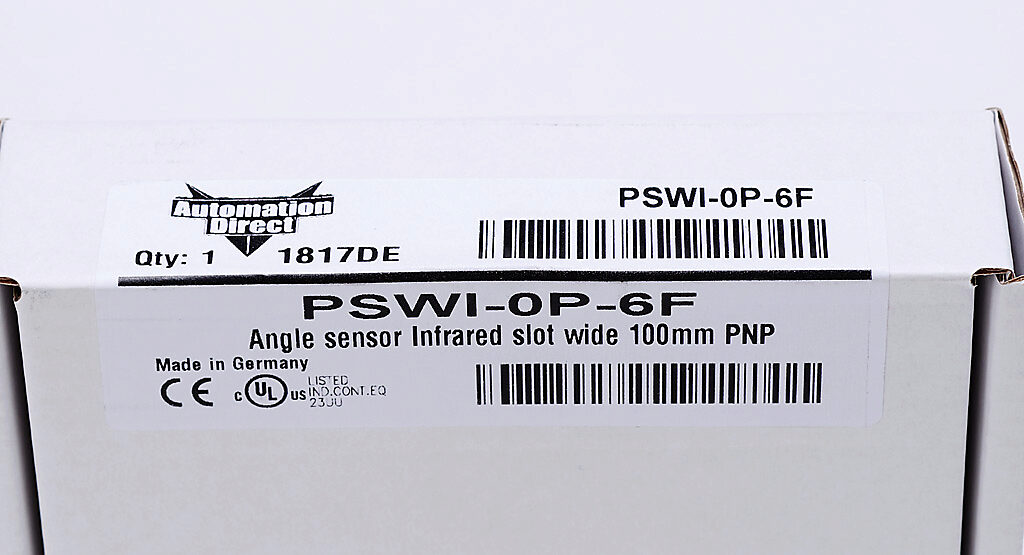 Automation
Direct
PSWI-0P-6F
Qty: 1 1817DE
PSWI-0P-6F
Angle sensor Infrared slot wide 100mm PNP
Made in Germany
CE c UL us LISTED
IND.CONT.EQ
23UU